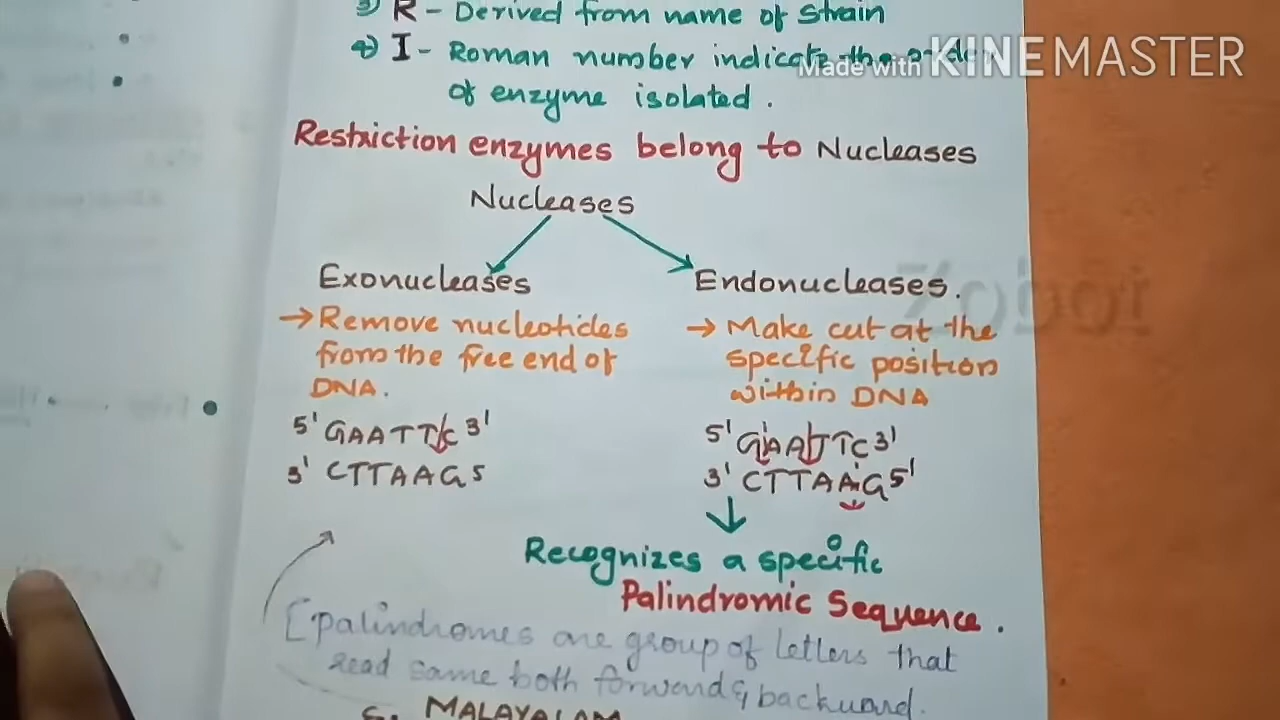 3) R - Derived from name of strain
4) I - Roman number indicate the order
of enzyme isolated.
Made with KINEMASTER
Restriction enzymes belong to Nucleases
Nucleases
Exonucleases
→ Remove nucleotides
from the free end of
DNA.
5' GAATTC 3'
3' CTTAAG 5
Endonucleases.
→ Make cut at the
specific position
within DNA
5' GAATTC 3'
3' CTTAAG 5'
Recognizes a specific
Palindromic Sequence.
[palindromes are group of letters that
read same both forward & backward.
MALAYALAM